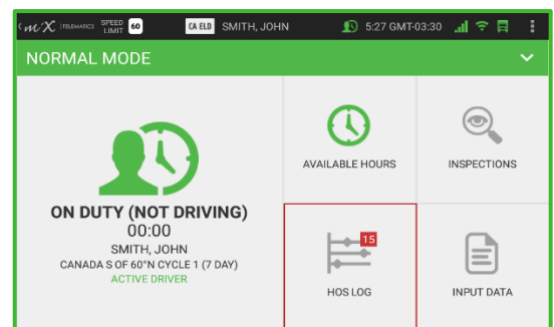 mX TELEMATICS SPEED LIMIT 60 CA ELD SMITH, JOHN 5:27 GMT-03:30
NORMAL MODE
AVAILABLE HOURS
INSPECTIONS
ON DUTY (NOT DRIVING)
00:00
SMITH, JOHN
CANADA S OF 60°N CYCLE 1 (7 DAY)
ACTIVE DRIVER
15
HOS LOG
INPUT DATA